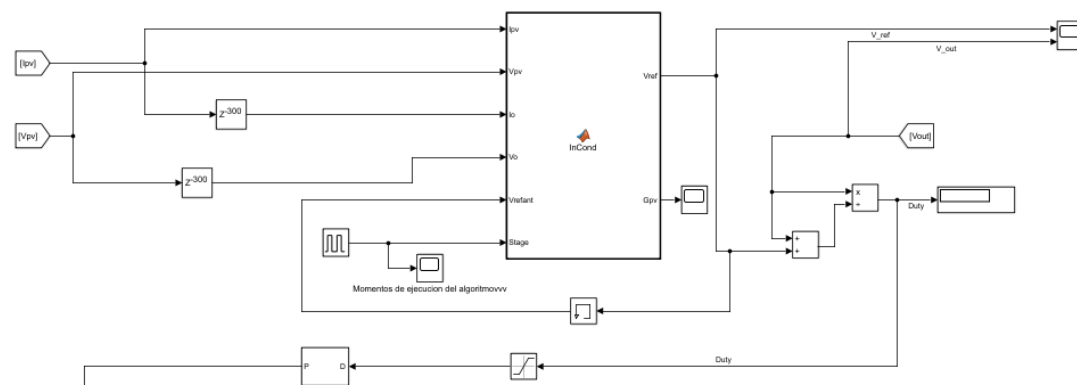 [Ipv]
[Vpv]
Z-300
Z-300
Ipv
Vpv
Io
Vo
Vrefant
Stage
InCond
Vref
Gpv
Momentos de ejecucion del algoritmovvv
V_ref
V_out
[Vout]
x
÷
+
+
Duty
Duty
P
D